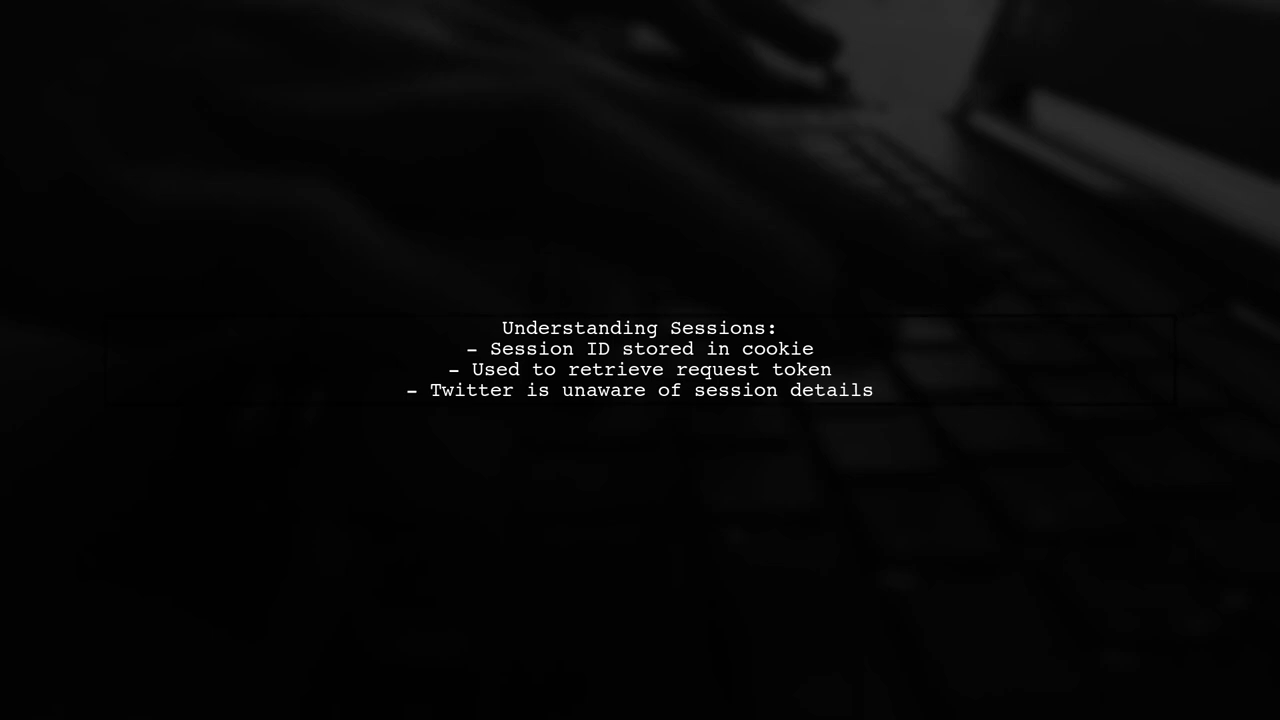 Understanding Sessions:
- Session ID stored in cookie
- Used to retrieve request token
- Twitter is unaware of session details